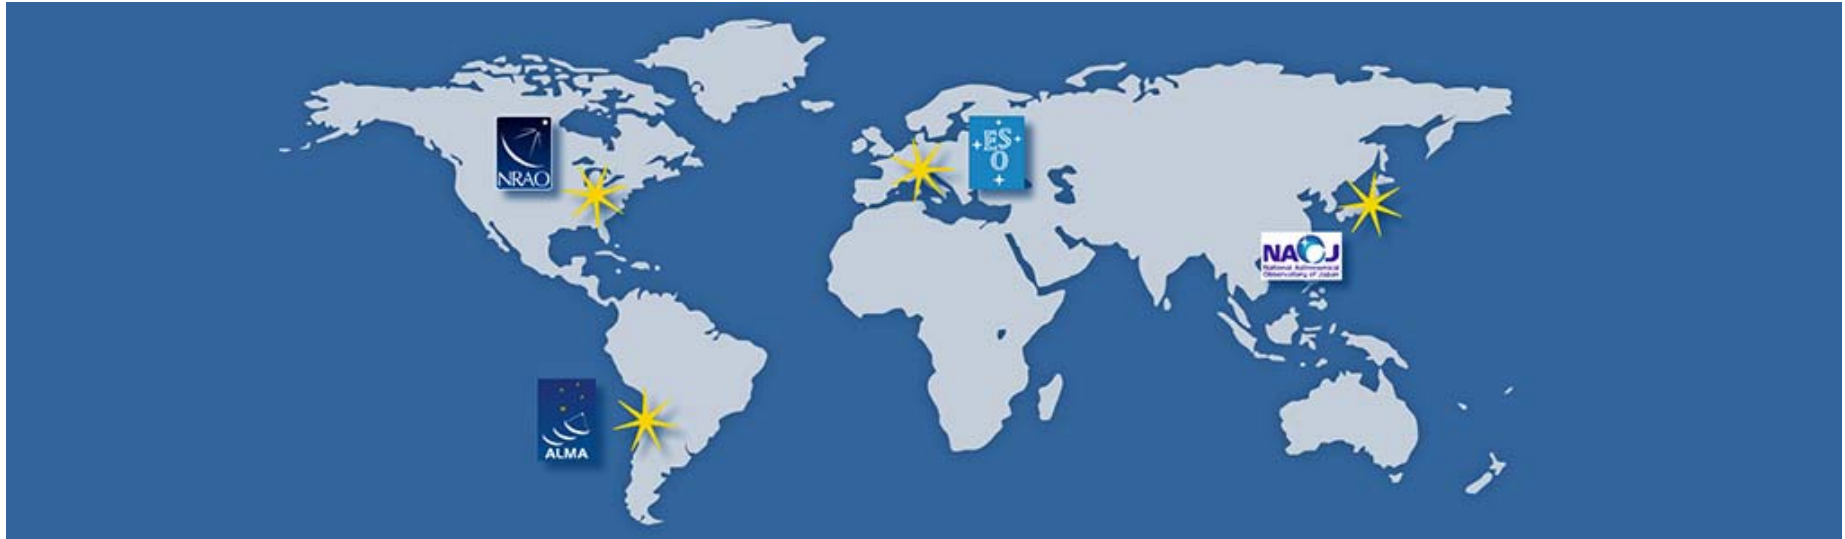 NRAO
ES
O
NAOJ
National Astronomical
Observatory of Japan
ALMA